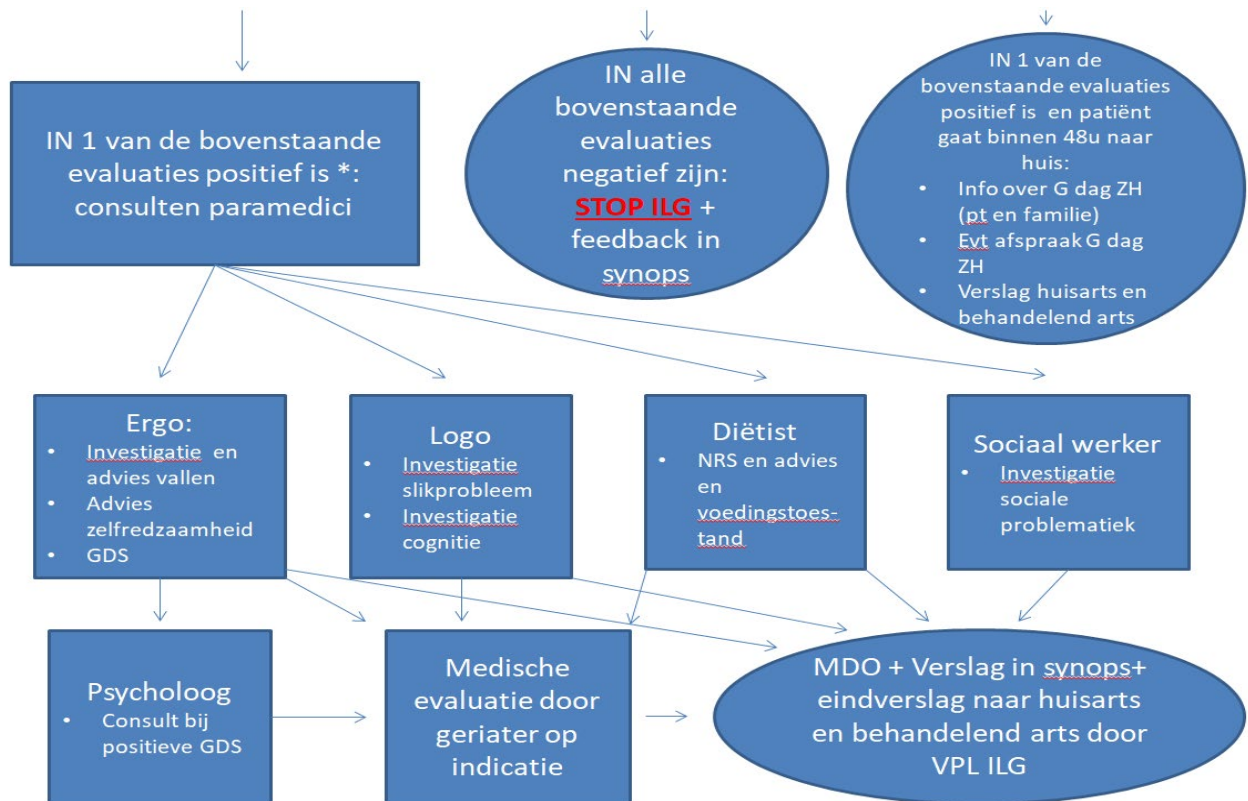 IN 1 van de bovenstaande
evaluaties positief is *:
consulten paramedici
IN alle
bovenstaande
evaluaties
negatief zijn:
STOP ILG +
feedback in
synops
IN 1 van de
bovenstaande evaluaties
positief is en patiënt
gaat binnen 48u naar
huis:
• Info over G dag ZH
(pt en familie)
• Evt afspraak G dag
ZH
• Verslag huisarts en
behandelend arts
Ergo:
• Investigatie en
advies vallen
• Advies
zelfredzaamheid
• GDS
Logo
• Investigatie
slikprobleem
• Investigatie
cognitie
Diëtist
• NRS en advies
en
voedingstoes-
tand
Sociaal werker
• Investigatie
sociale
problematiek
Psycholoog
• Consult bij
positieve GDS
Medische
evaluatie door
geriater op
indicatie
MDO + Verslag in synops+
eindverslag naar huisarts
en behandelend arts door
VPL ILG